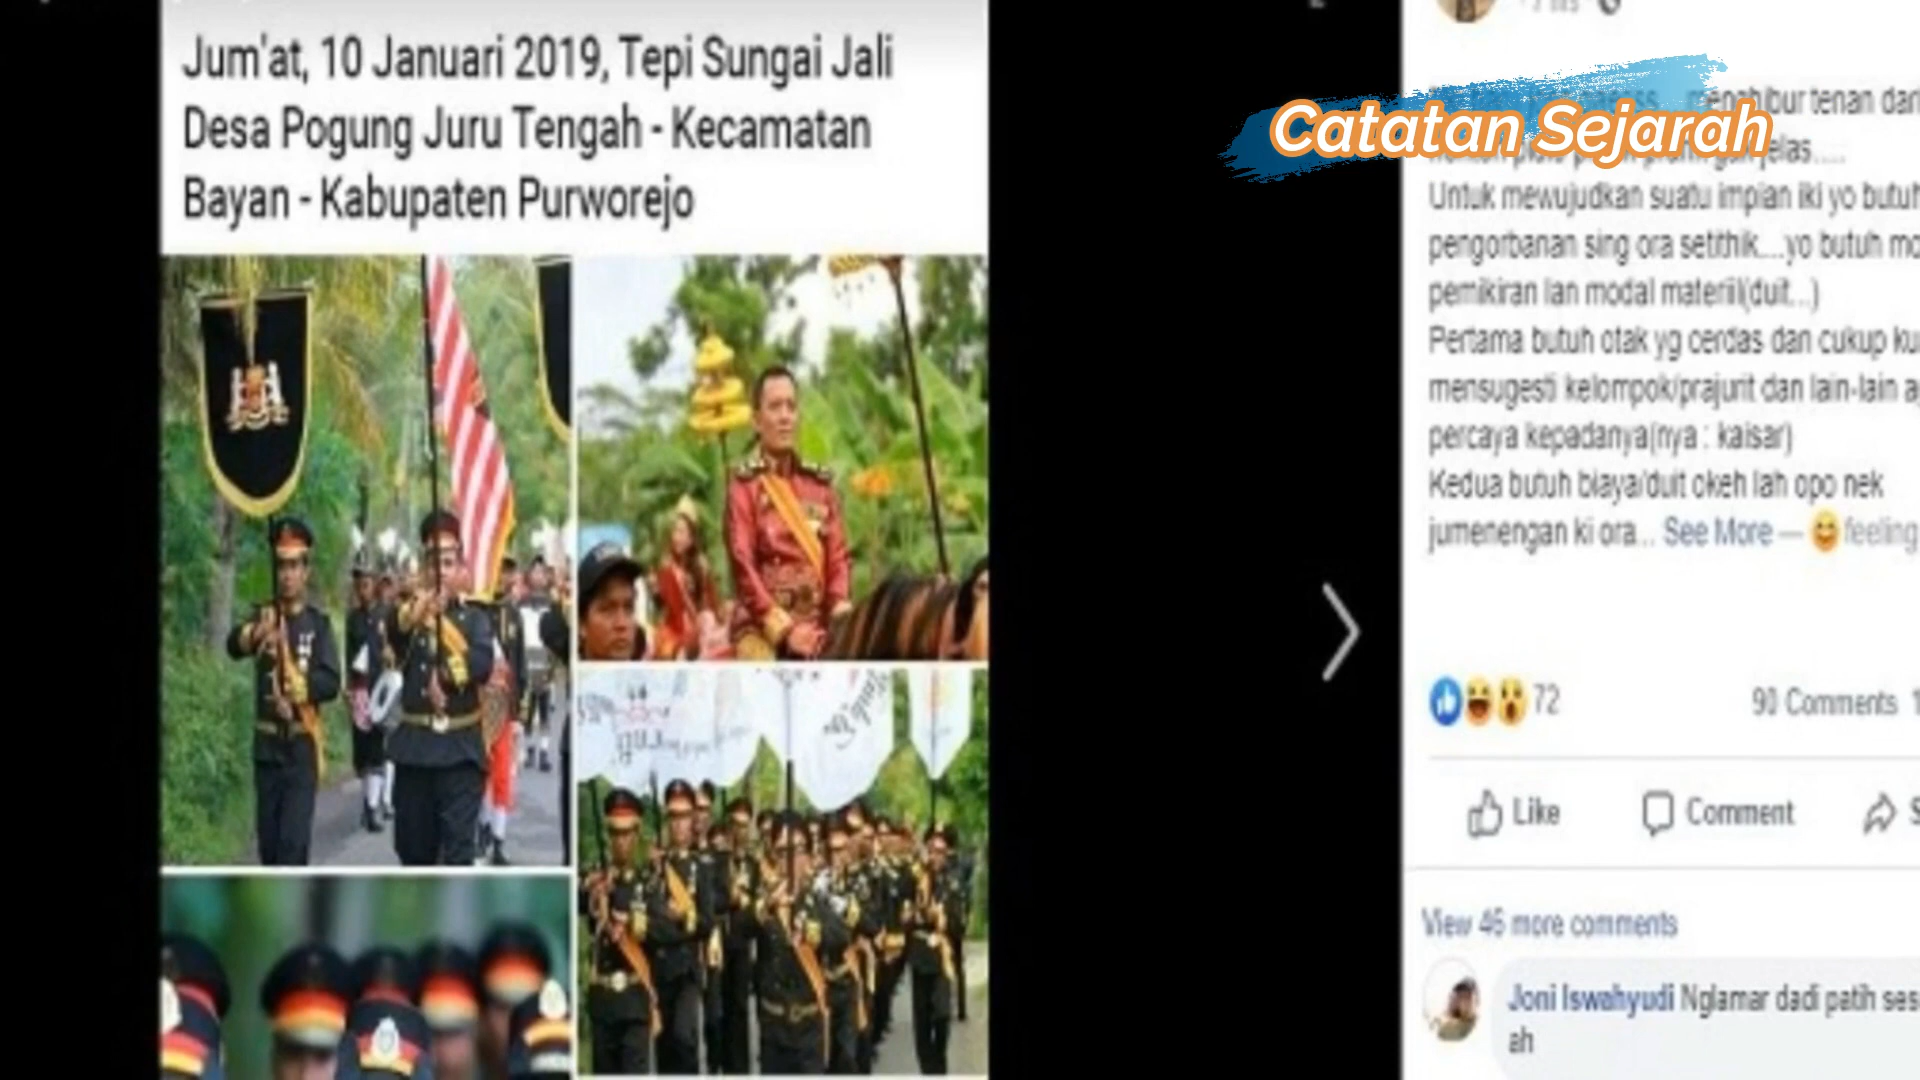 Jum'at, 10 Januari 2019, Tepi Sungai Jali
Desa Pogung Juru Tengah - Kecamatan
Bayan - Kabupaten Purworejo
Catatan Sejarah
menghibur tenan dari
Untuk mewujudkan suatu impian iki yo butuh
pengorbanan sing ora setithik....yo butuh
pemikiran lan modal materiil(duit...)
Pertama butuh otak yg cerdas dan cukup
mensugesti kelompok/prajurit dan lain-lain
percaya kepadanya(nya : kaisar)
Kedua butuh biaya/duit okeh lah opo nek
jumenengan ki ora... See More — 😊 feeling
72
90 Comments
Like
Comment
View 46 more comments
Joni Iswahyudi Nglamar dadi patih
ah